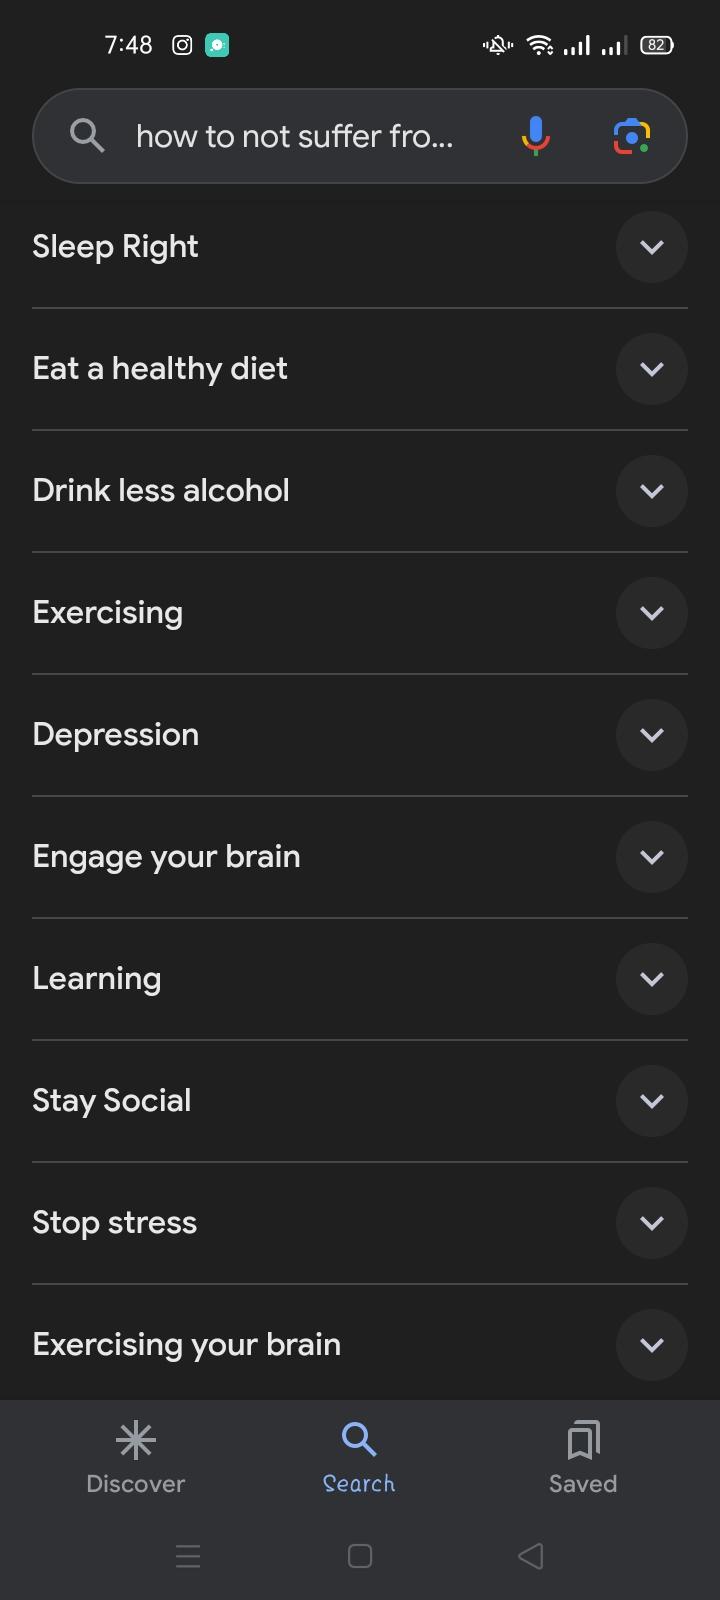 7:48
82
how to not suffer fro...
Sleep Right
Eat a healthy diet
Drink less alcohol
Exercising
Depression
Engage your brain
Learning
Stay Social
Stop stress
Exercising your brain
Discover
Search
Saved